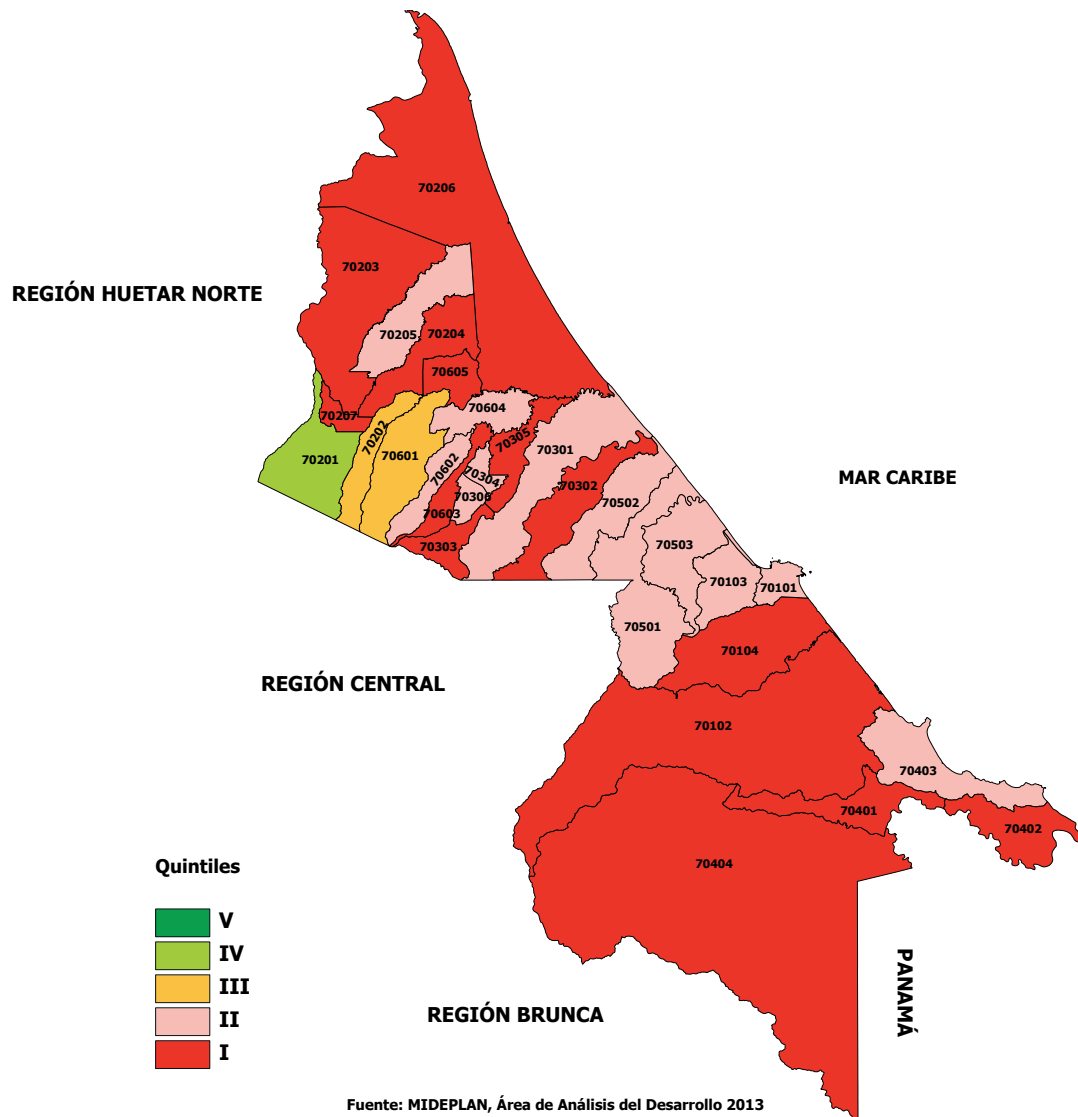 70206
70203
REGIÓN HUETAR NORTE
70205
70204
70605
70604
70207
70202
70305
70301
70201
70601
70602
70304
70302
MAR CARIBE
70306
70502
70603
70303
70503
70103
70101
70501
70104
REGIÓN CENTRAL
70102
70403
70401
70402
70404
Quintiles
V
IV
III
II
I
PANAMÁ
REGIÓN BRUNCA
Fuente: MIDEPLAN, Área de Análisis del Desarrollo 2013